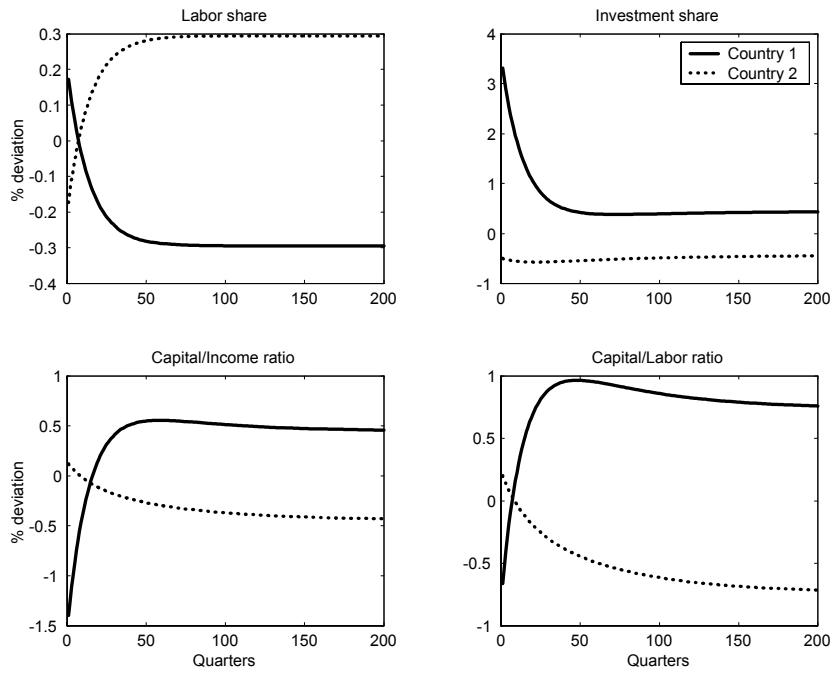 Labor share
0.3
0.2
0.1
0
-0.1
-0.2
-0.3
-0.4
% deviation
0 50 100 150 200
Investment share
4
3
2
1
0
-1
Country 1
Country 2
0 50 100 150 200
Capital/Income ratio
1
0.5
0
-0.5
-1
-1.5
% deviation
0 50 100 150 200
Quarters
Capital/Labor ratio
1
0.5
0
-0.5
-1
0 50 100 150 200
Quarters